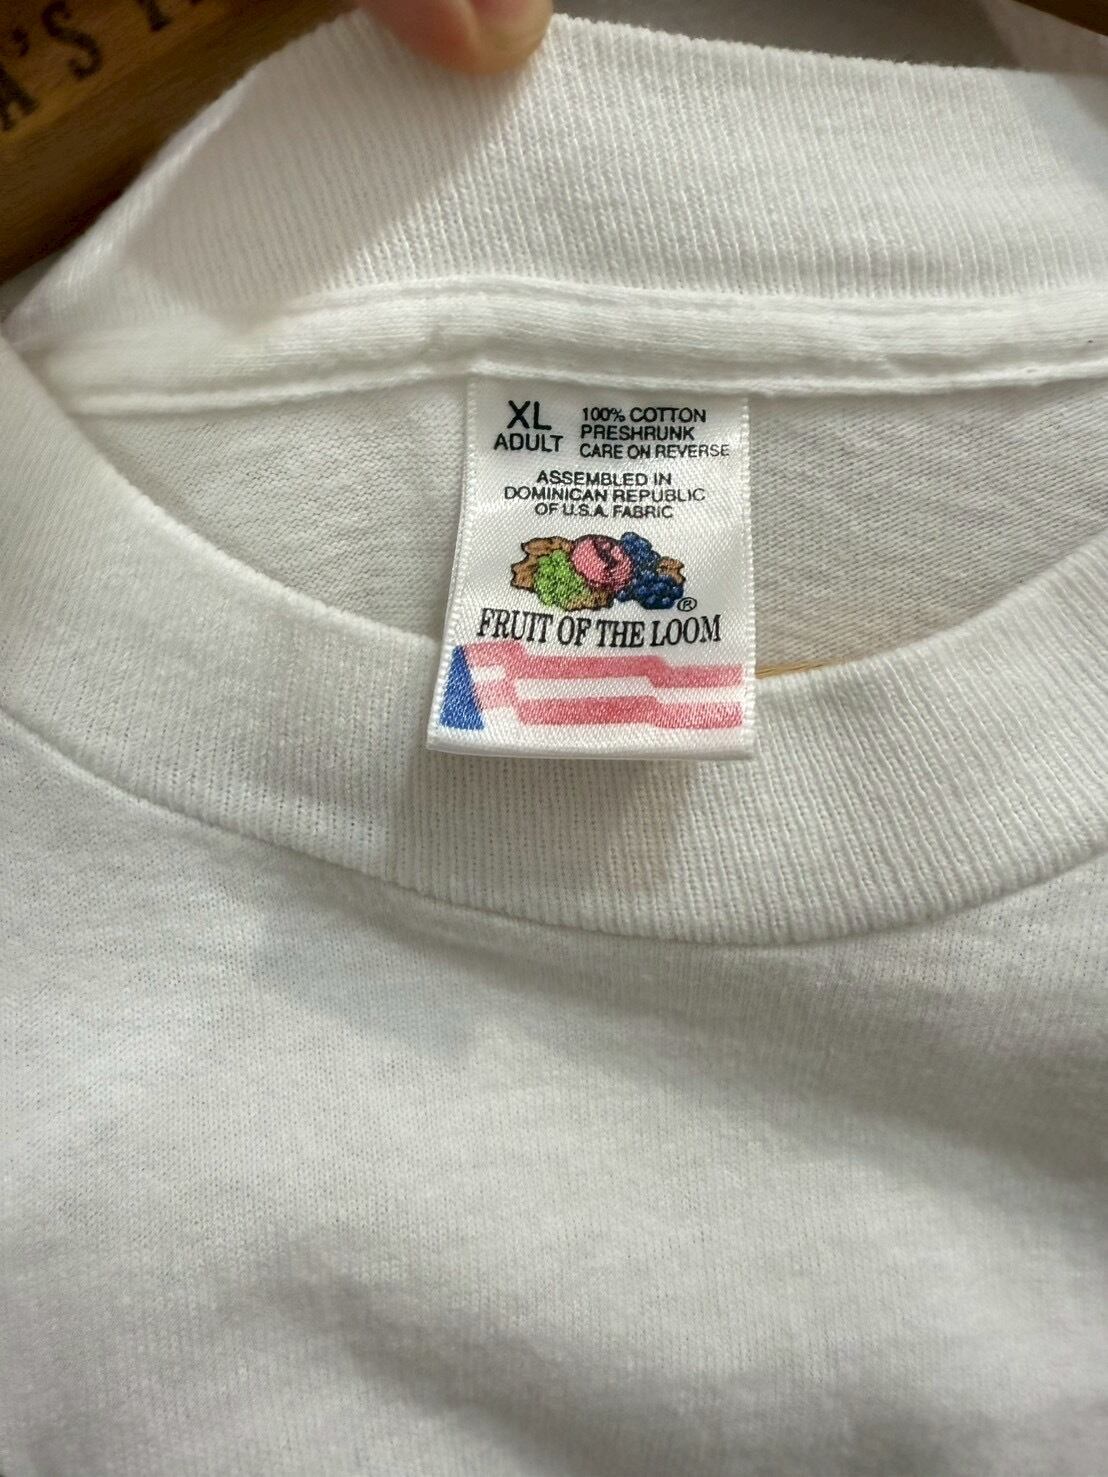 XL
ADULT
100% COTTON
PRESHRUNK
CARE ON REVERSE
ASSEMBLED IN
DOMINICAN REPUBLIC
OF U.S.A. FABRIC
®
FRUIT OF THE LOOM